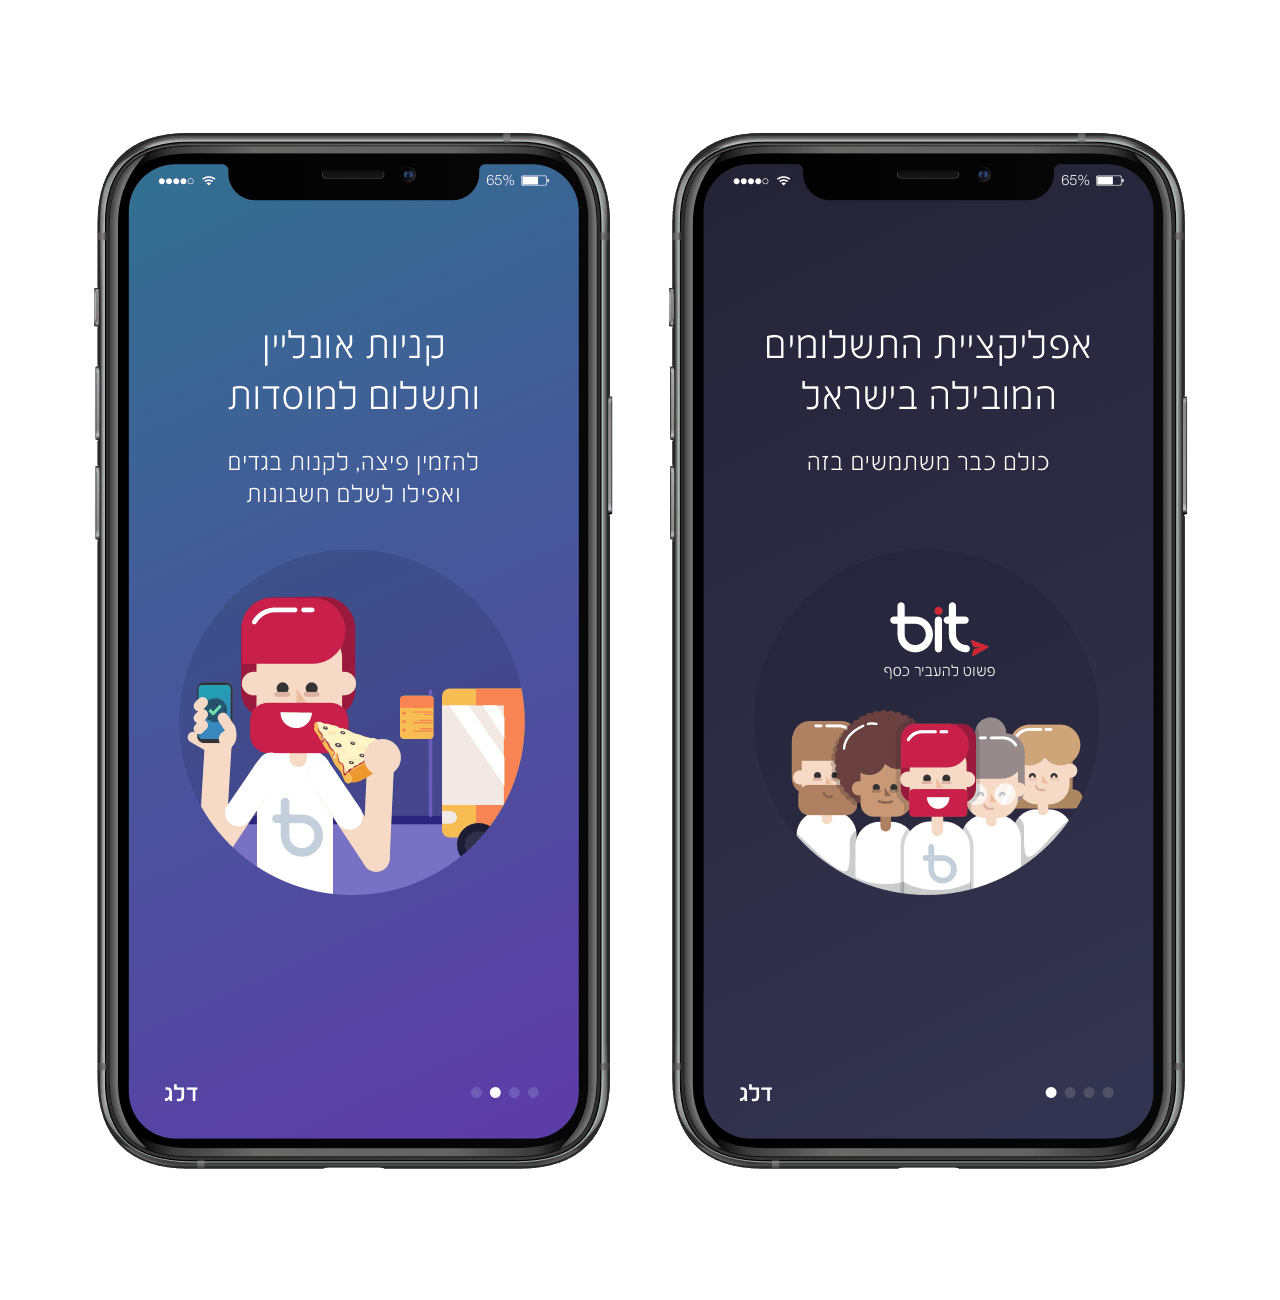 65%
קניות אונליין
ותשלום למוסדות
להזמין פיצה, לקנות בגדים
ואפילו לשלם חשבונות
b
דלג
65%
אפליקציית התשלומים
המובילה בישראל
כולם כבר משתמשים בזה
bit
פשוט להעביר כסף
b
דלג